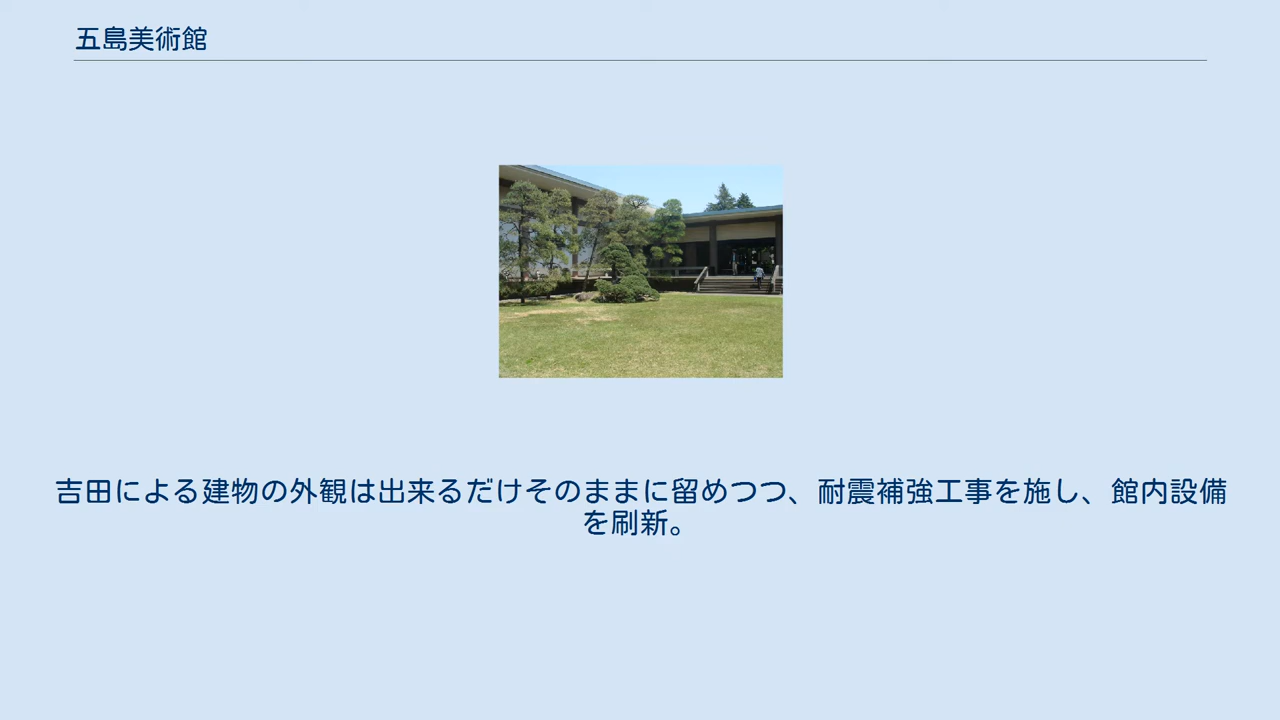 五島美術館
吉田による建物の外観は出来るだけそのままに留めつつ、耐震補強工事を施し、館内設備
を刷新。